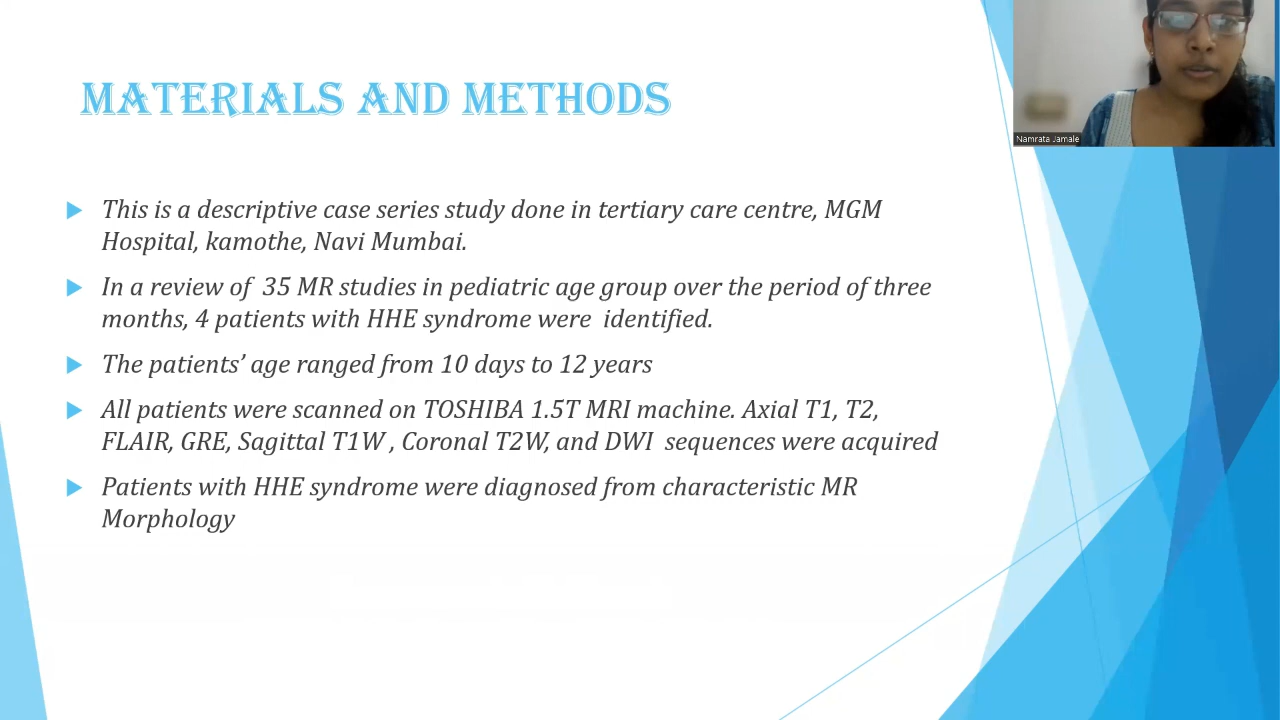 MATERIALS AND METHODS
Namrata Jamale
This is a descriptive case series study done in tertiary care centre, MGM
Hospital, kamothe, Navi Mumbai.
In a review of 35 MR studies in pediatric age group over the period of three
months, 4 patients with HHE syndrome were identified.
The patients' age ranged from 10 days to 12 years
All patients were scanned on TOSHIBA 1.5T MRI machine. Axial T1, T2,
FLAIR, GRE, Sagittal T1W , Coronal T2W, and DWI sequences were acquired
Patients with HHE syndrome were diagnosed from characteristic MR
Morphology